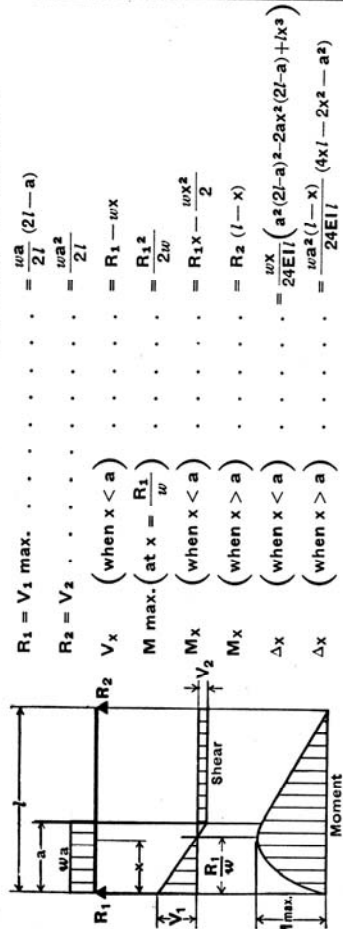 R₁ = V₁ max. . . . . . . . . = wa/2l (2l − a)
R₂ = V₂ . . . . . . . . . = wa²/2l
Vₓ (when x < a) . . . . . . = R₁ − wx
M max. (at x = R₁/w) . . . . . . = R₁²/2w
Mₓ (when x < a) . . . . . . = R₁x − wx²/2
Mₓ (when x > a) . . . . . . = R₂ (l − x)
Δₓ (when x < a) . . . . . . = wx/24EIl (a²(2l−a)²−2ax²(2l−a)+lx³)
Δₓ (when x > a) . . . . . . = wa²(l − x)/24EIl (4xl − 2x² − a²)
l
a
wa
R₁
R₂
x
V₁
V₂
R₁/w
Shear
M max.
Moment